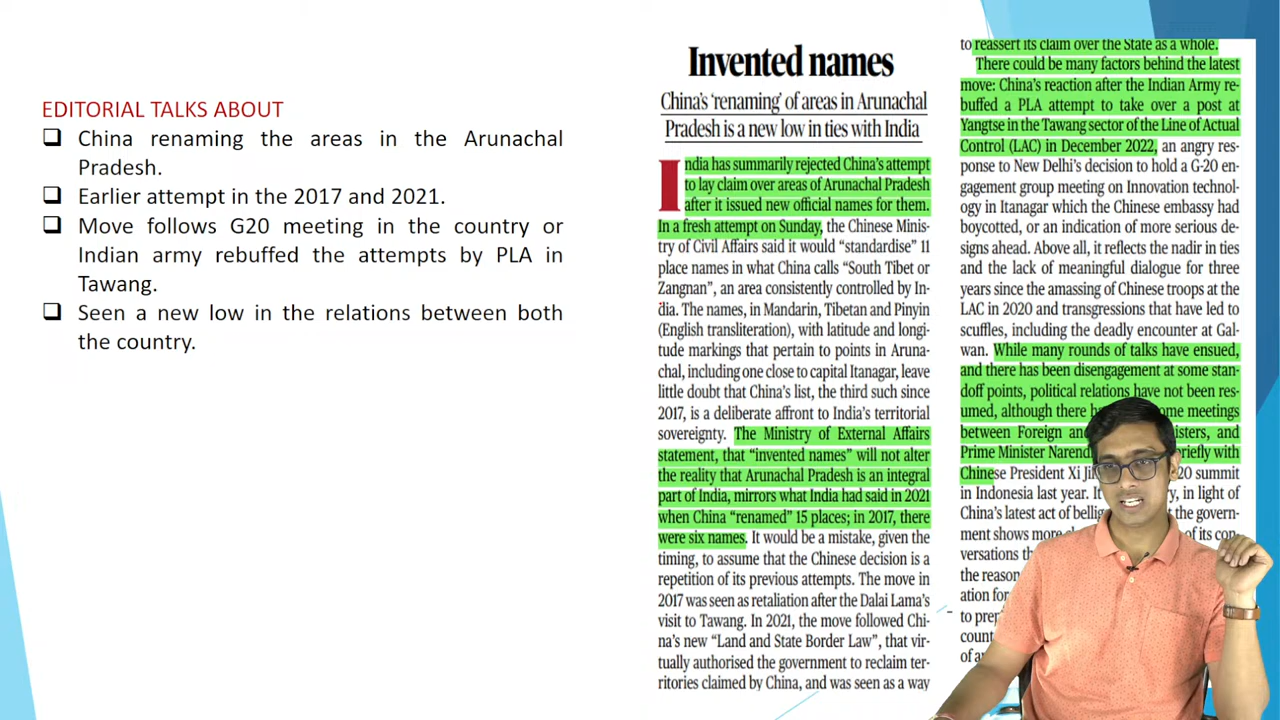 EDITORIAL TALKS ABOUT
China renaming the areas in the Arunachal
Pradesh.
Earlier attempt in the 2017 and 2021.
Move follows G20 meeting in the country or
Indian army rebuffed the attempts by PLA in
Tawang.
Seen a new low in the relations between both
the country.
Invented names
China's 'renaming' of areas in Arunachal
Pradesh is a new low in ties with India
India has summarily rejected China's attempt
to lay claim over areas of Arunachal Pradesh
after it issued new official names for them.
In a fresh attempt on Sunday, the Chinese Minis-
try of Civil Affairs said it would "standardise" 11
place names in what China calls "South Tibet or
Zangnan", an area consistently controlled by In-
dia. The names, in Mandarin, Tibetan and Pinyin
(English transliteration), with latitude and longi-
tude markings that pertain to points in Aruna-
chal, including one close to capital Itanagar, leave
little doubt that China's list, the third such since
2017, is a deliberate affront to India's territorial
sovereignty. The Ministry of External Affairs
statement, that "invented names" will not alter
the reality that Arunachal Pradesh is an integral
part of India, mirrors what India had said in 2021
when China "renamed" 15 places; in 2017, there
were six names. It would be a mistake, given the
timing, to assume that the Chinese decision is a
repetition of its previous attempts. The move in
2017 was seen as retaliation after the Dalai Lama's
visit to Tawang. In 2021, the move followed Chi-
na's new "Land and State Border Law", that vir-
tually authorised the government to reclaim ter-
ritories claimed by China, and was seen as a way
to reassert its claim over the State as a whole.
There could be many factors behind the latest
move: China's reaction after the Indian Army re-
buffed a PLA attempt to take over a post at
Yangtse in the Tawang sector of the Line of Actual
Control (LAC) in December 2022, an angry res-
ponse to New Delhi's decision to hold a G-20 en-
gagement group meeting on Innovation technol-
ogy in Itanagar which the Chinese embassy had
boycotted, or an indication of more serious de-
signs ahead. Above all, it reflects the nadir in ties
and the lack of meaningful dialogue for three
years since the amassing of Chinese troops at the
LAC in 2020 and transgressions that have led to
scuffles, including the deadly encounter at Gal-
wan. While many rounds of talks have ensued,
and there has been disengagement at some stan-
doff points, political relations have not been res-
umed, although there some meetings
between Foreign and
Prime Minister briefly with
Chinese President Xi summit
in Indonesia last year. in light of
China's latest act of the govern-
ment shows more of its con-
versations
the reason
ation for
to
of